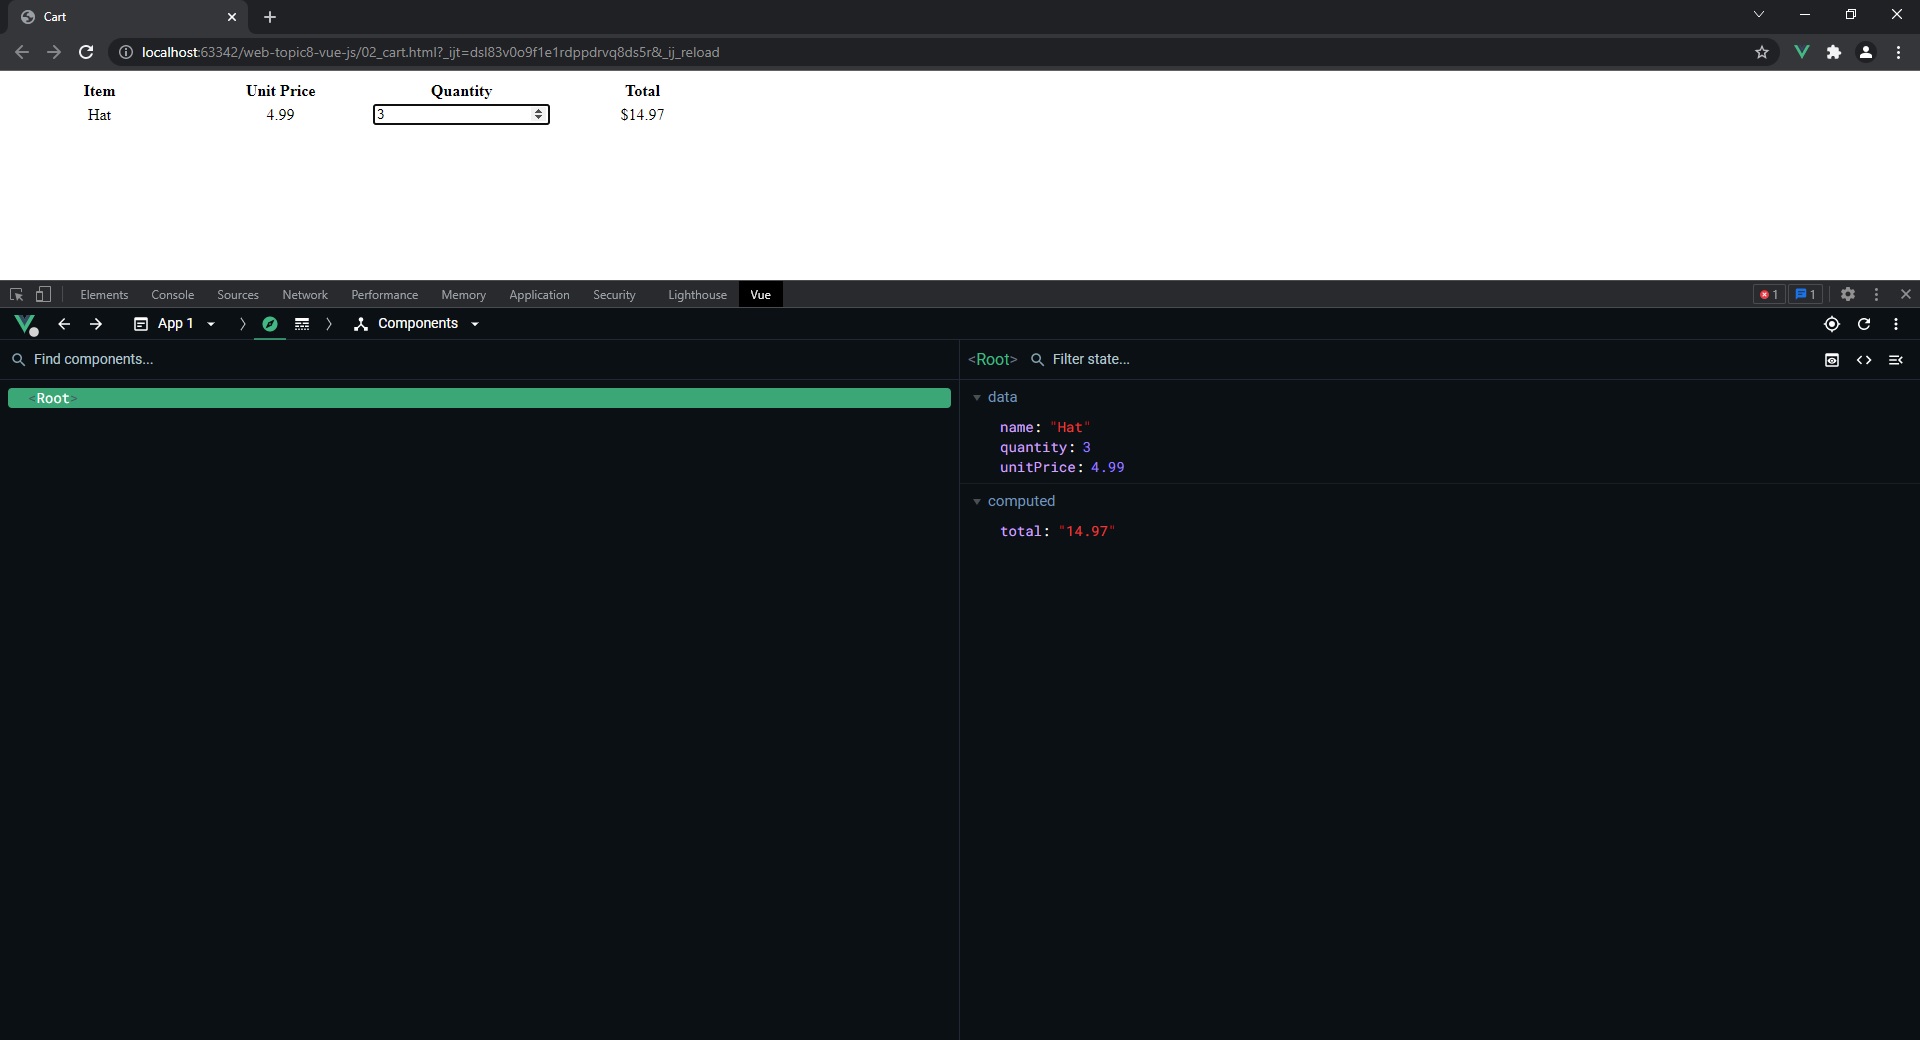 Cart
localhost:63342/web-topic8-vue-js/02_cart.html?_ijt=dsl83v0o9f1e1rdppdrvq8ds5r&_ij_reload
Item Unit Price Quantity Total
Hat 4.99 3 $14.97
Elements Console Sources Network Performance Memory Application Security Lighthouse Vue 1 1
App 1 Components
Find components...
<Root> Filter state...
<Root>
data
name: "Hat"
quantity: 3
unitPrice: 4.99
computed
total: "14.97"